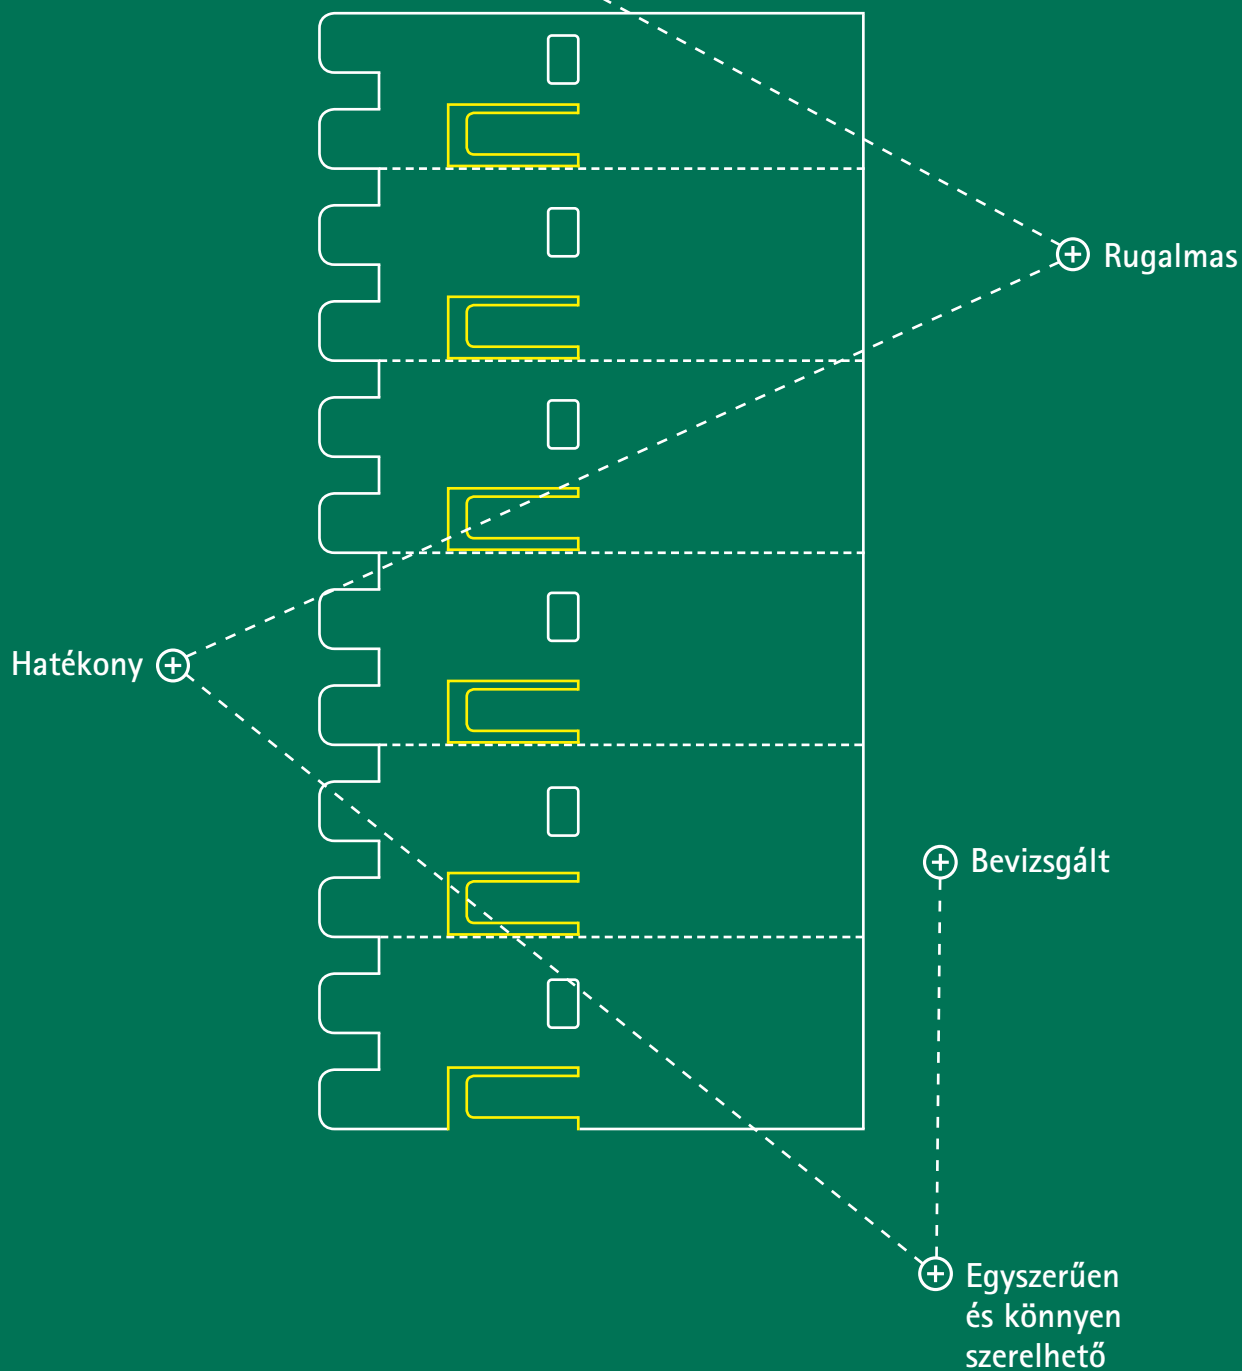 Rugalmas
Hatékony
Bevizsgált
Egyszerűen
és könnyen
szerelhető